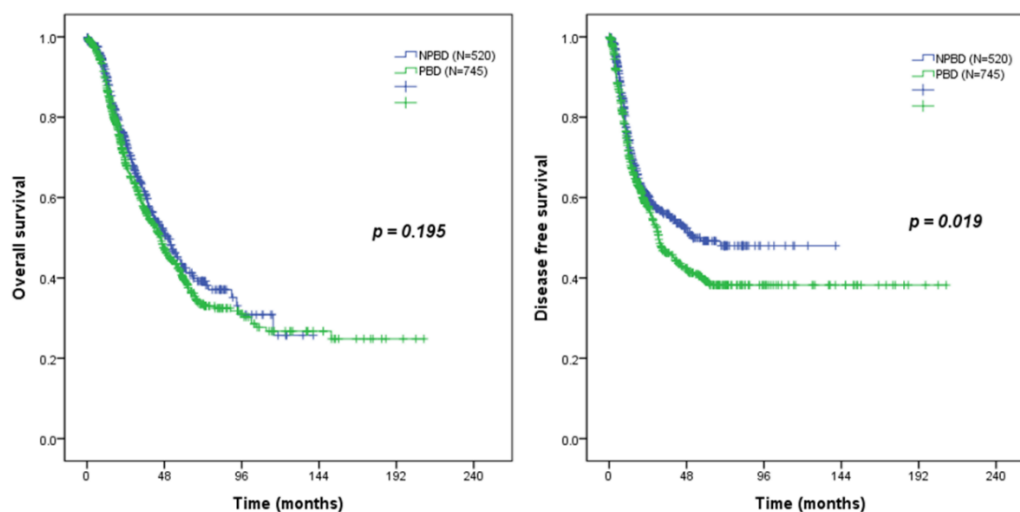 1.0
0.8
0.6
0.4
0.2
0.0
Overall survival
NPBD (N=520)
PBD (N=745)
p = 0.195
0 48 96 144 192 240
Time (months)
1.0
0.8
0.6
0.4
0.2
0.0
Disease free survival
NPBD (N=520)
PBD (N=745)
p = 0.019
0 48 96 144 192 240
Time (months)